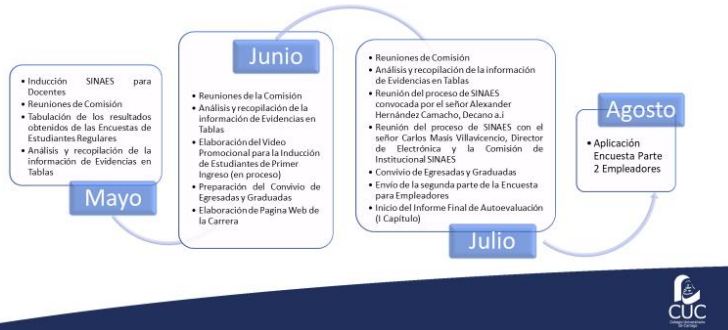 • Inducción SINAES para
Docentes
• Reuniones de Comisión
• Tabulación de los resultados
obtenidos de las Encuestas de
Estudiantes Regulares
• Análisis y recopilación de la
información de Evidencias en
Tablas
Mayo
Junio
• Reuniones de la Comisión
• Análisis y recopilación de la
información de Evidencias en
Tablas
• Elaboración del Video
Promocional para la Inducción
de Estudiantes de Primer
Ingreso (en proceso)
• Preparación del Convivio de
Egresadas y Graduadas
• Elaboración de Pagina Web de
la Carrera
• Reuniones de Comisión
• Análisis y recopilación de la información
de Evidencias en Tablas
• Reunión del proceso de SINAES
convocada por el señor Alexander
Hernández Camacho, Decano a.i
• Reunión del proceso de SINAES con el
señor Carlos Masis Villavicencio, Director
de Electrónica y la Comisión de
Institucional SINAES
• Convivio de Egresadas y Graduadas
• Envío de la segunda parte de la Encuesta
para Empleadores
• Inicio del Informe Final de Autoevaluación
(I Capítulo)
Julio
Agosto
• Aplicación
Encuesta Parte
2 Empleadores
CUC
Colegio Universitario
de Cartago